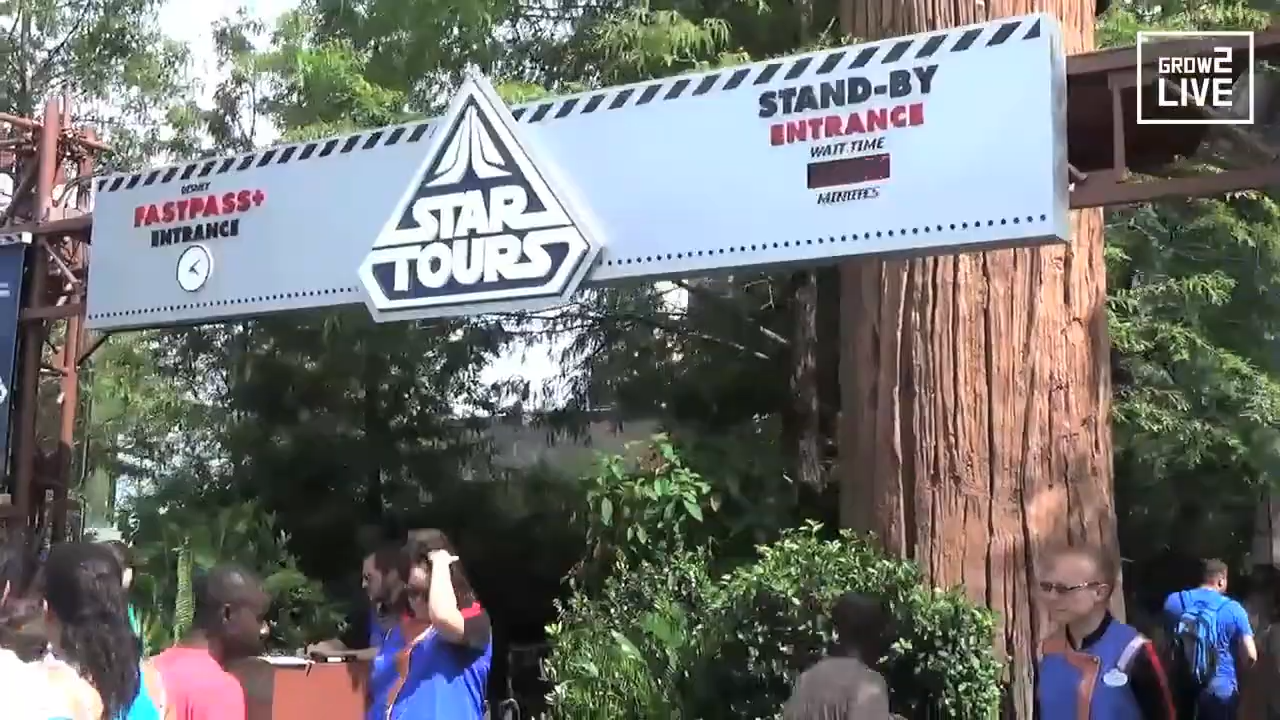 GROW2
LIVE
DISNEY
FASTPASS+
ENTRANCE
STAR
TOURS
STAND-BY
ENTRANCE
WAIT TIME
MINUTES